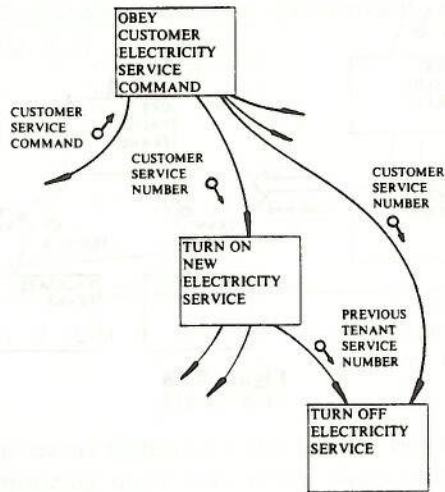 OBEY
CUSTOMER
ELECTRICITY
SERVICE
COMMAND
CUSTOMER
SERVICE
COMMAND
CUSTOMER
SERVICE
NUMBER
CUSTOMER
SERVICE
NUMBER
TURN ON
NEW
ELECTRICITY
SERVICE
PREVIOUS
TENANT
SERVICE
NUMBER
TURN OFF
ELECTRICITY
SERVICE